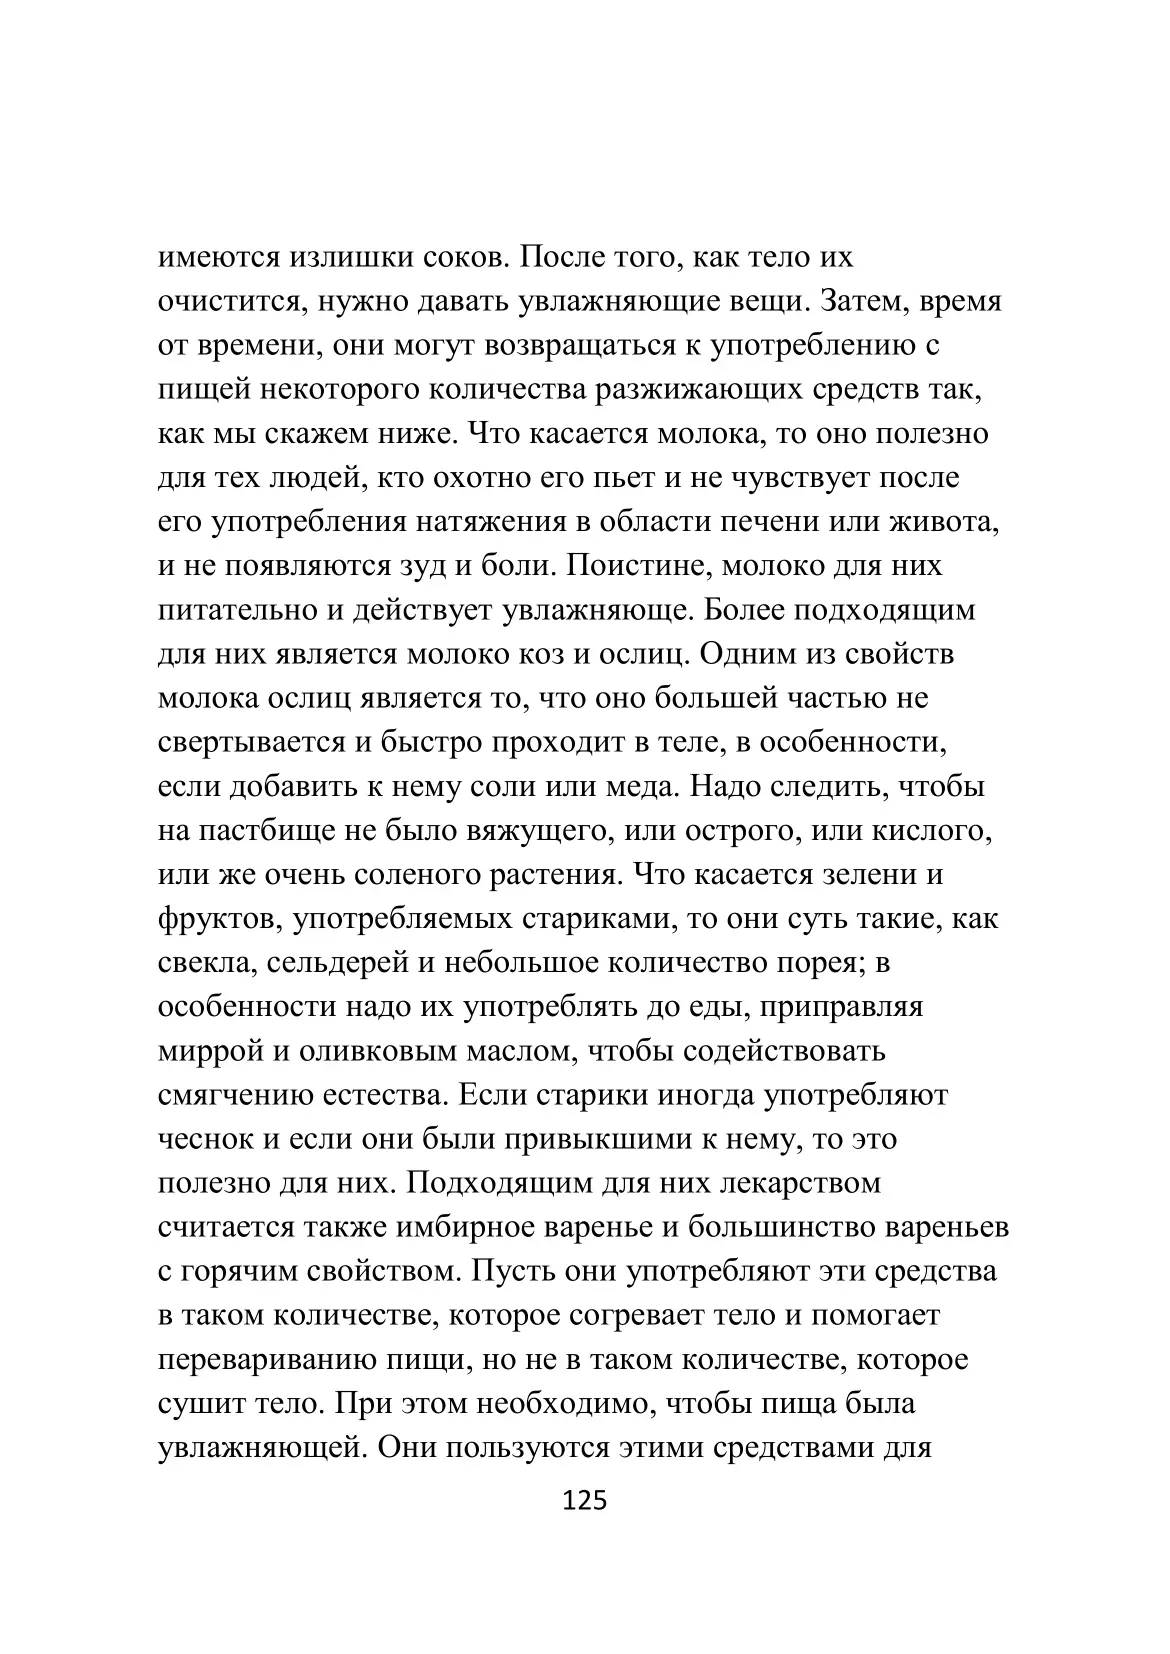 имеются излишки соков. После того, как тело их
очистится, нужно давать увлажняющие вещи. Затем, время
от времени, они могут возвращаться к употреблению с
пищей некоторого количества разжижающих средств так,
как мы скажем ниже. Что касается молока, то оно полезно
для тех людей, кто охотно его пьет и не чувствует после
его употребления натяжения в области печени или живота,
и не появляются зуд и боли. Поистине, молоко для них
питательно и действует увлажняюще. Более подходящим
для них является молоко коз и ослиц. Одним из свойств
молока ослиц является то, что оно большей частью не
свертывается и быстро проходит в теле, в особенности,
если добавить к нему соли или меда. Надо следить, чтобы
на пастбище не было вяжущего, или острого, или кислого,
или же очень соленого растения. Что касается зелени и
фруктов, употребляемых стариками, то они суть такие, как
свекла, сельдерей и небольшое количество порея; в
особенности надо их употреблять до еды, приправляя
миррой и оливковым маслом, чтобы содействовать
смягчению естества. Если старики иногда употребляют
чеснок и если они были привыкшими к нему, то это
полезно для них. Подходящим для них лекарством
считается также имбирное варенье и большинство вареньев
с горячим свойством. Пусть они употребляют эти средства
в таком количестве, которое согревает тело и помогает
перевариванию пищи, но не в таком количестве, которое
сушит тело. При этом необходимо, чтобы пища была
увлажняющей. Они пользуются этими средствами для
125